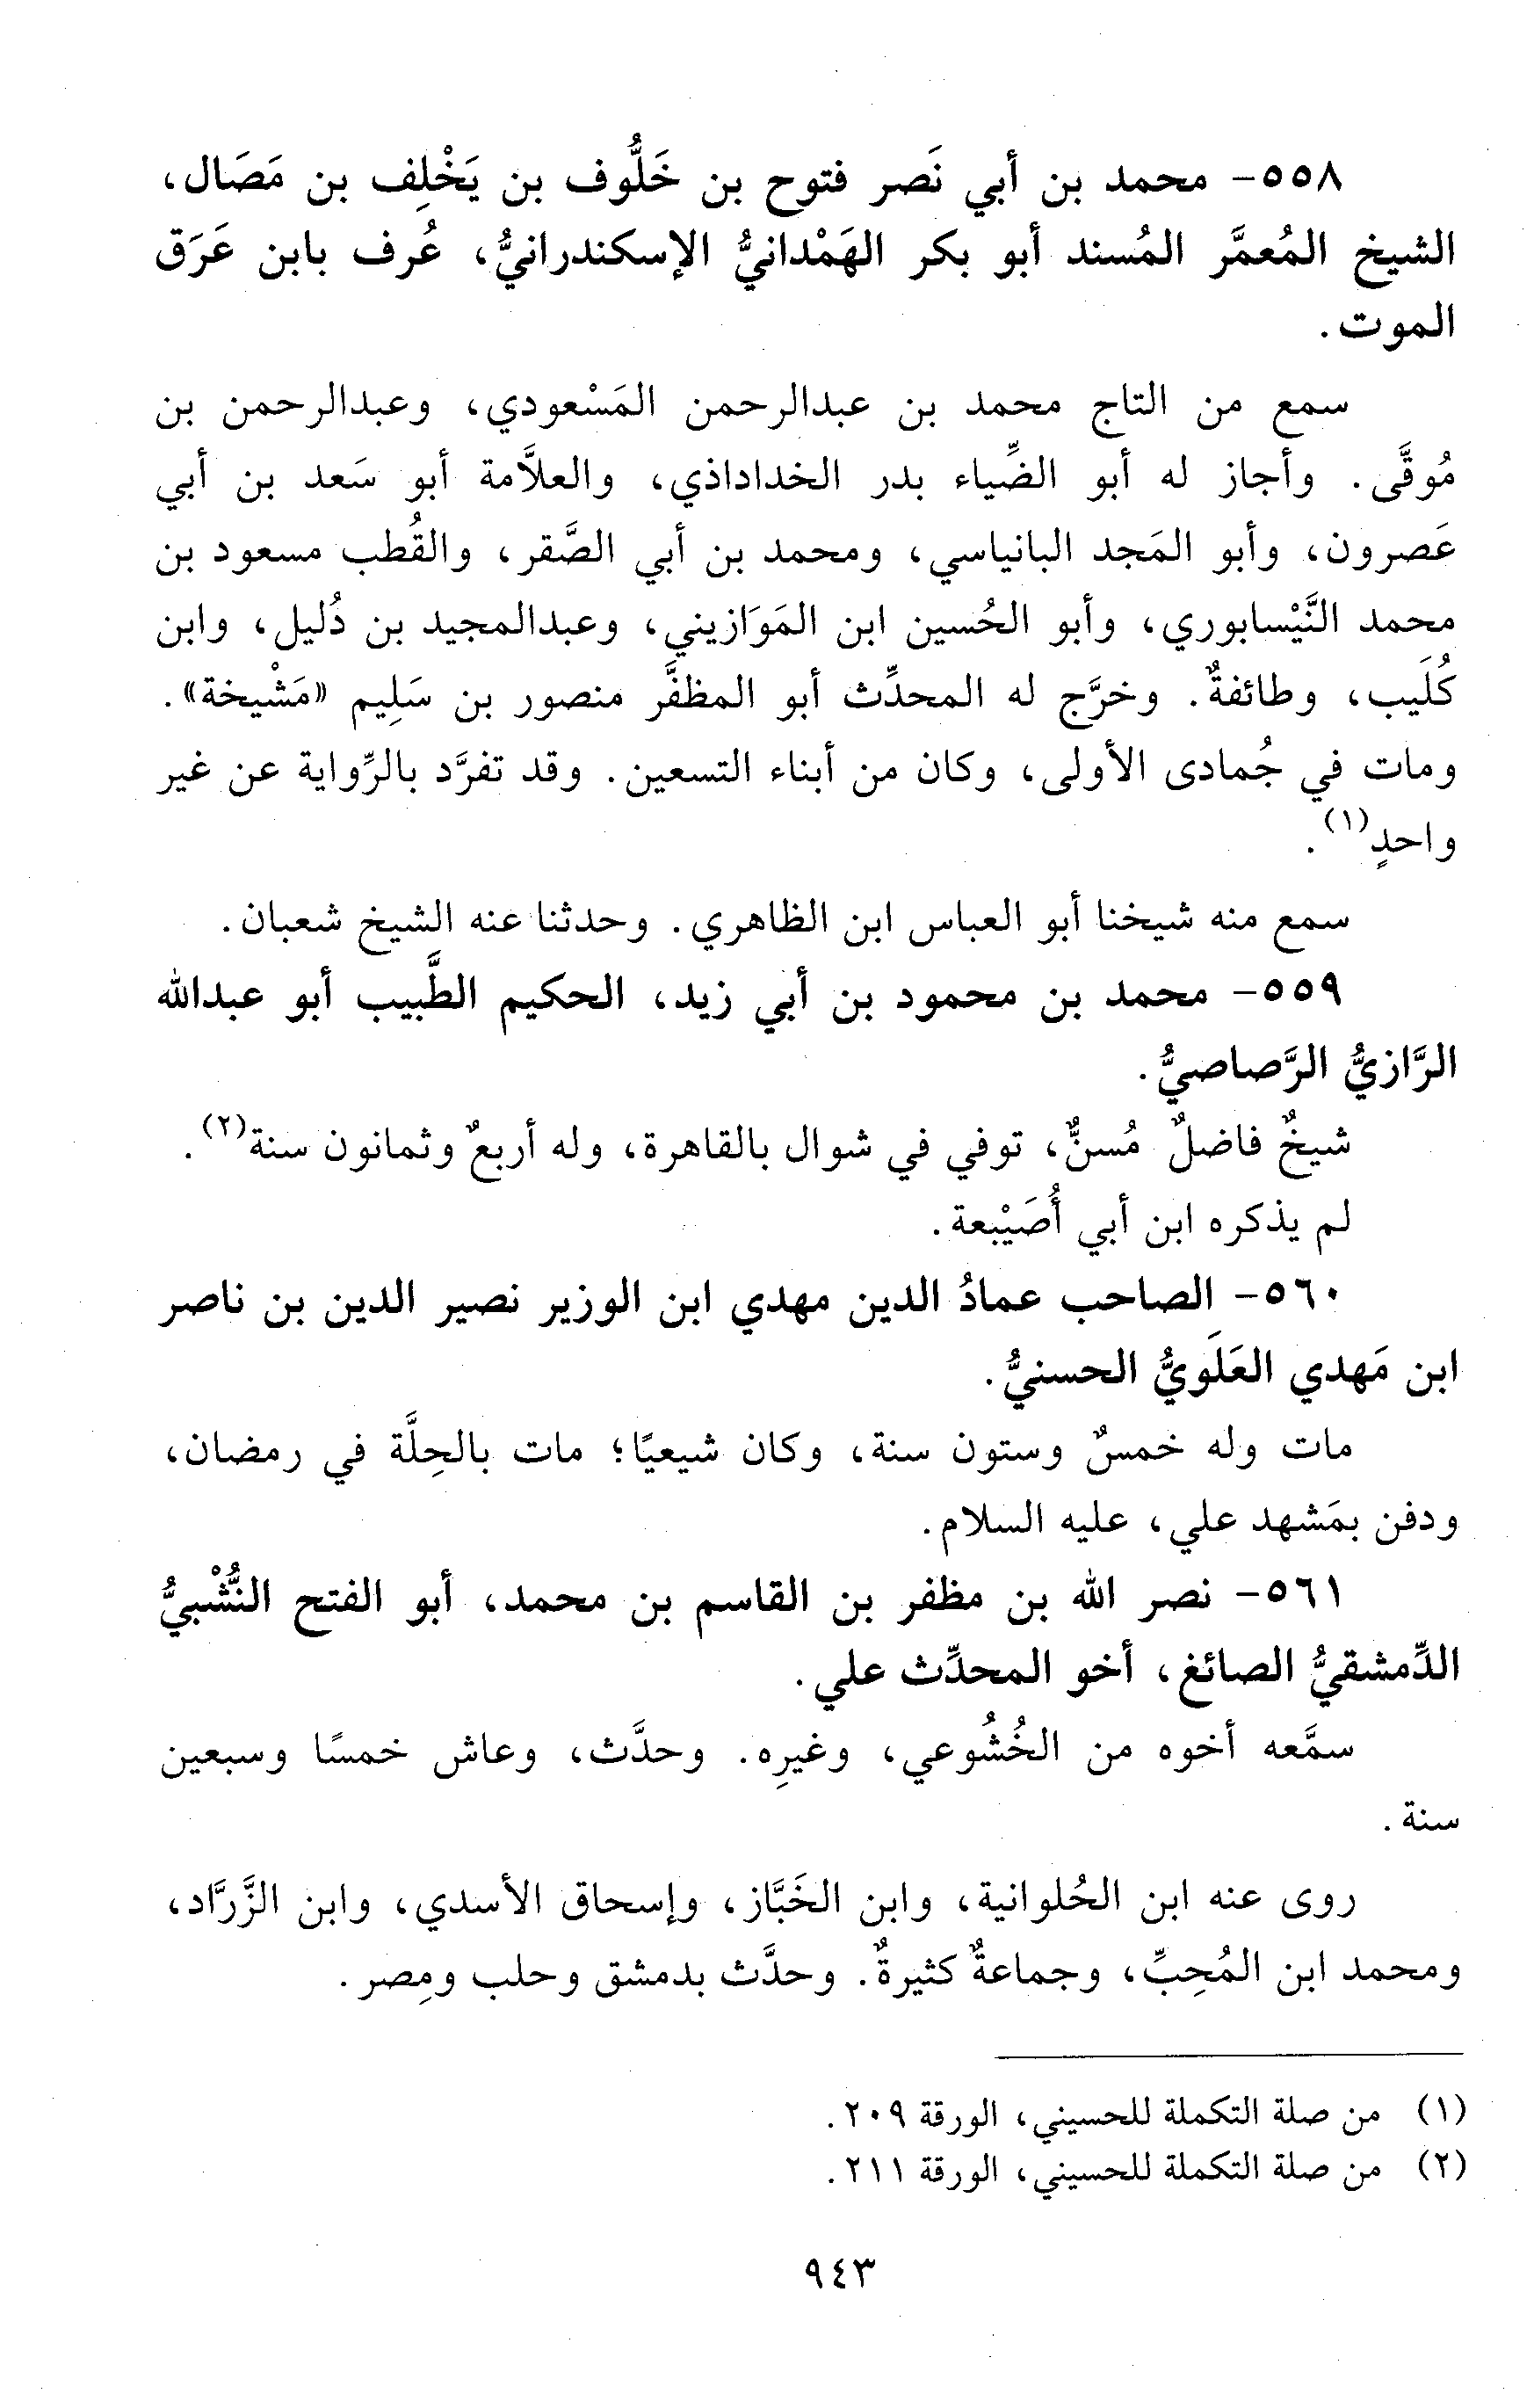 ٥٥٨- محمد بن أبي نَصر فتوح بن خَلُّوف بن يَخْلِف بن مَصَال،
الشيخ المُعمَّر المُسند أبو بكر الهَمْدانيُّ الإسكندرانيُّ، عُرف بابن عَرَق
الموت.
سمع من التاج محمد بن عبدالرحمن المَسْعودي، وعبدالرحمن بن
مُوقَّى. وأجاز له أبو الضِّياء بدر الخداداذي، والعلاَّمة أبو سَعد بن أبي
عَصرون، وأبو المَجد البانياسي، ومحمد بن أبي الصَّقر، والقُطب مسعود بن
محمد النَّيْسابوري، وأبو الحُسين ابن المَوَازيني، وعبدالمجيد بن دُليل، وابن
كُلَيب، وطائفةٌ. وخرَّج له المحدِّث أبو المظفَّر منصور بن سَلِيم «مَشْيخة».
ومات في جُمادى الأولى، وكان من أبناء التسعين. وقد تفرَّد بالرِّواية عن غير
واحدٍ(١).
سمع منه شيخنا أبو العباس ابن الظاهري. وحدثنا عنه الشيخ شعبان.
٥٥٩- محمد بن محمود بن أبي زيد، الحكيم الطَّبيب أبو عبدالله
الرَّازيُّ الرَّصاصيُّ.
شيخٌ فاضلٌ مُسنٌّ، توفي في شوال بالقاهرة، وله أربعٌ وثمانون سنة(٢).
لم يذكره ابن أبي أُصَيْبعة.
٥٦٠- الصاحب عمادُ الدين مهدي ابن الوزير نصير الدين بن ناصر
ابن مَهدي العَلَويُّ الحسنيُّ.
مات وله خمسٌ وستون سنة، وكان شيعيًا؛ مات بالحِلَّة في رمضان،
ودفن بمَشهد علي، عليه السلام.
٥٦١- نصر الله بن مظفر بن القاسم بن محمد، أبو الفتح النُّشْبيُّ
الدِّمشقيُّ الصائغ، أخو المحدِّث علي.
سمَّعه أخوه من الخُشُوعي، وغيرِه. وحدَّث، وعاش خمسًا وسبعين
سنة.
روى عنه ابن الحُلوانية، وابن الخَبَّاز، وإسحاق الأسدي، وابن الزَّرَّاد،
ومحمد ابن المُحِبِّ، وجماعةٌ كثيرةٌ. وحدَّث بدمشق وحلب ومِصر.
(١) من صلة التكملة للحسيني، الورقة ٢٠٩.
(٢) من صلة التكملة للحسيني، الورقة ٢١١.
٩٤٣